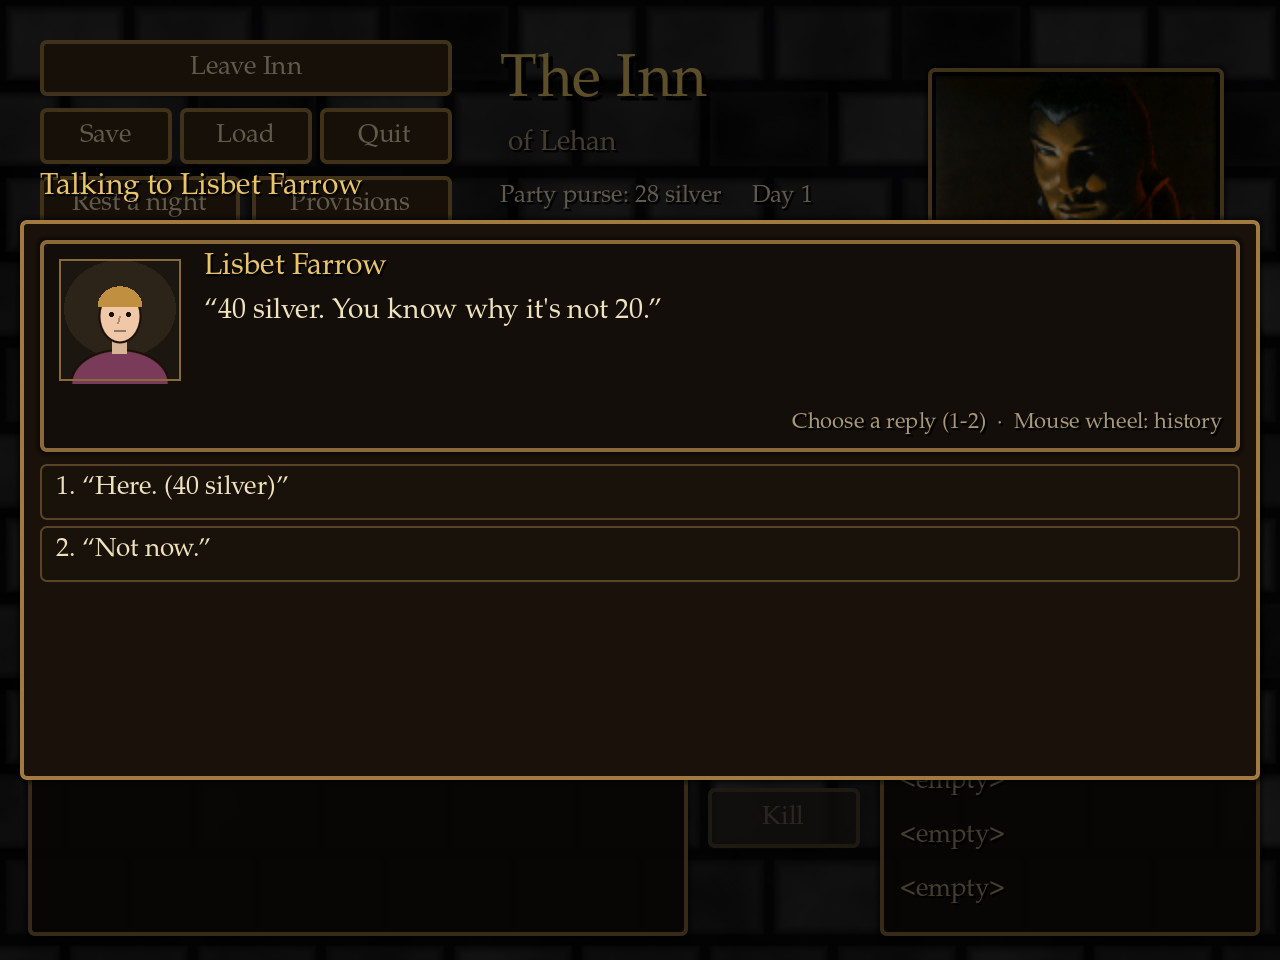 Leave Inn
The Inn
Save
Load
Quit
of Lehan
Talking to Lisbet Farrow
Rest a night
Provisions
Party purse: 28 silver
Day 1
Lisbet Farrow
“40 silver. You know why it's not 20.”
Choose a reply (1-2) · Mouse wheel: history
1. “Here. (40 silver)”
2. “Not now.”
<empty>
Kill
<empty>
<empty>